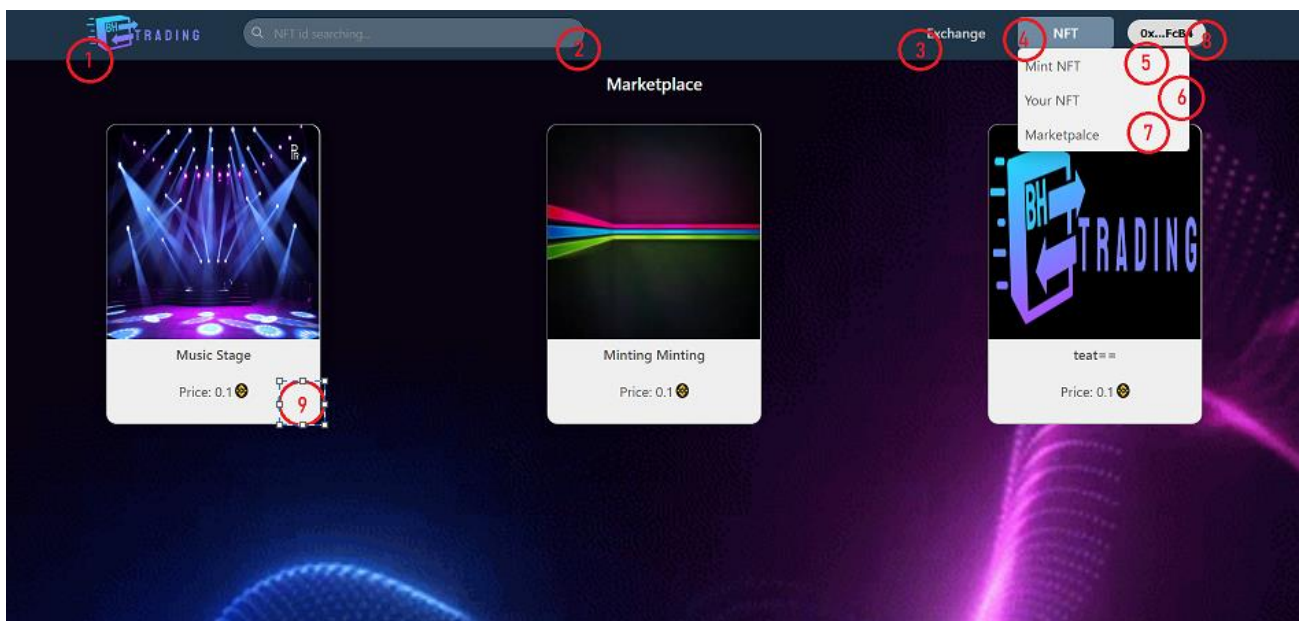 BH
TRADING
NFT id searching...
Exchange
NFT
0x...FcB4
1
2
3
4
8
Mint NFT
5
Your NFT
6
Marketpalce
7
Marketplace
BH
TRADING
Music Stage
Minting Minting
teat==
Price: 0.1
9
Price: 0.1
Price: 0.1